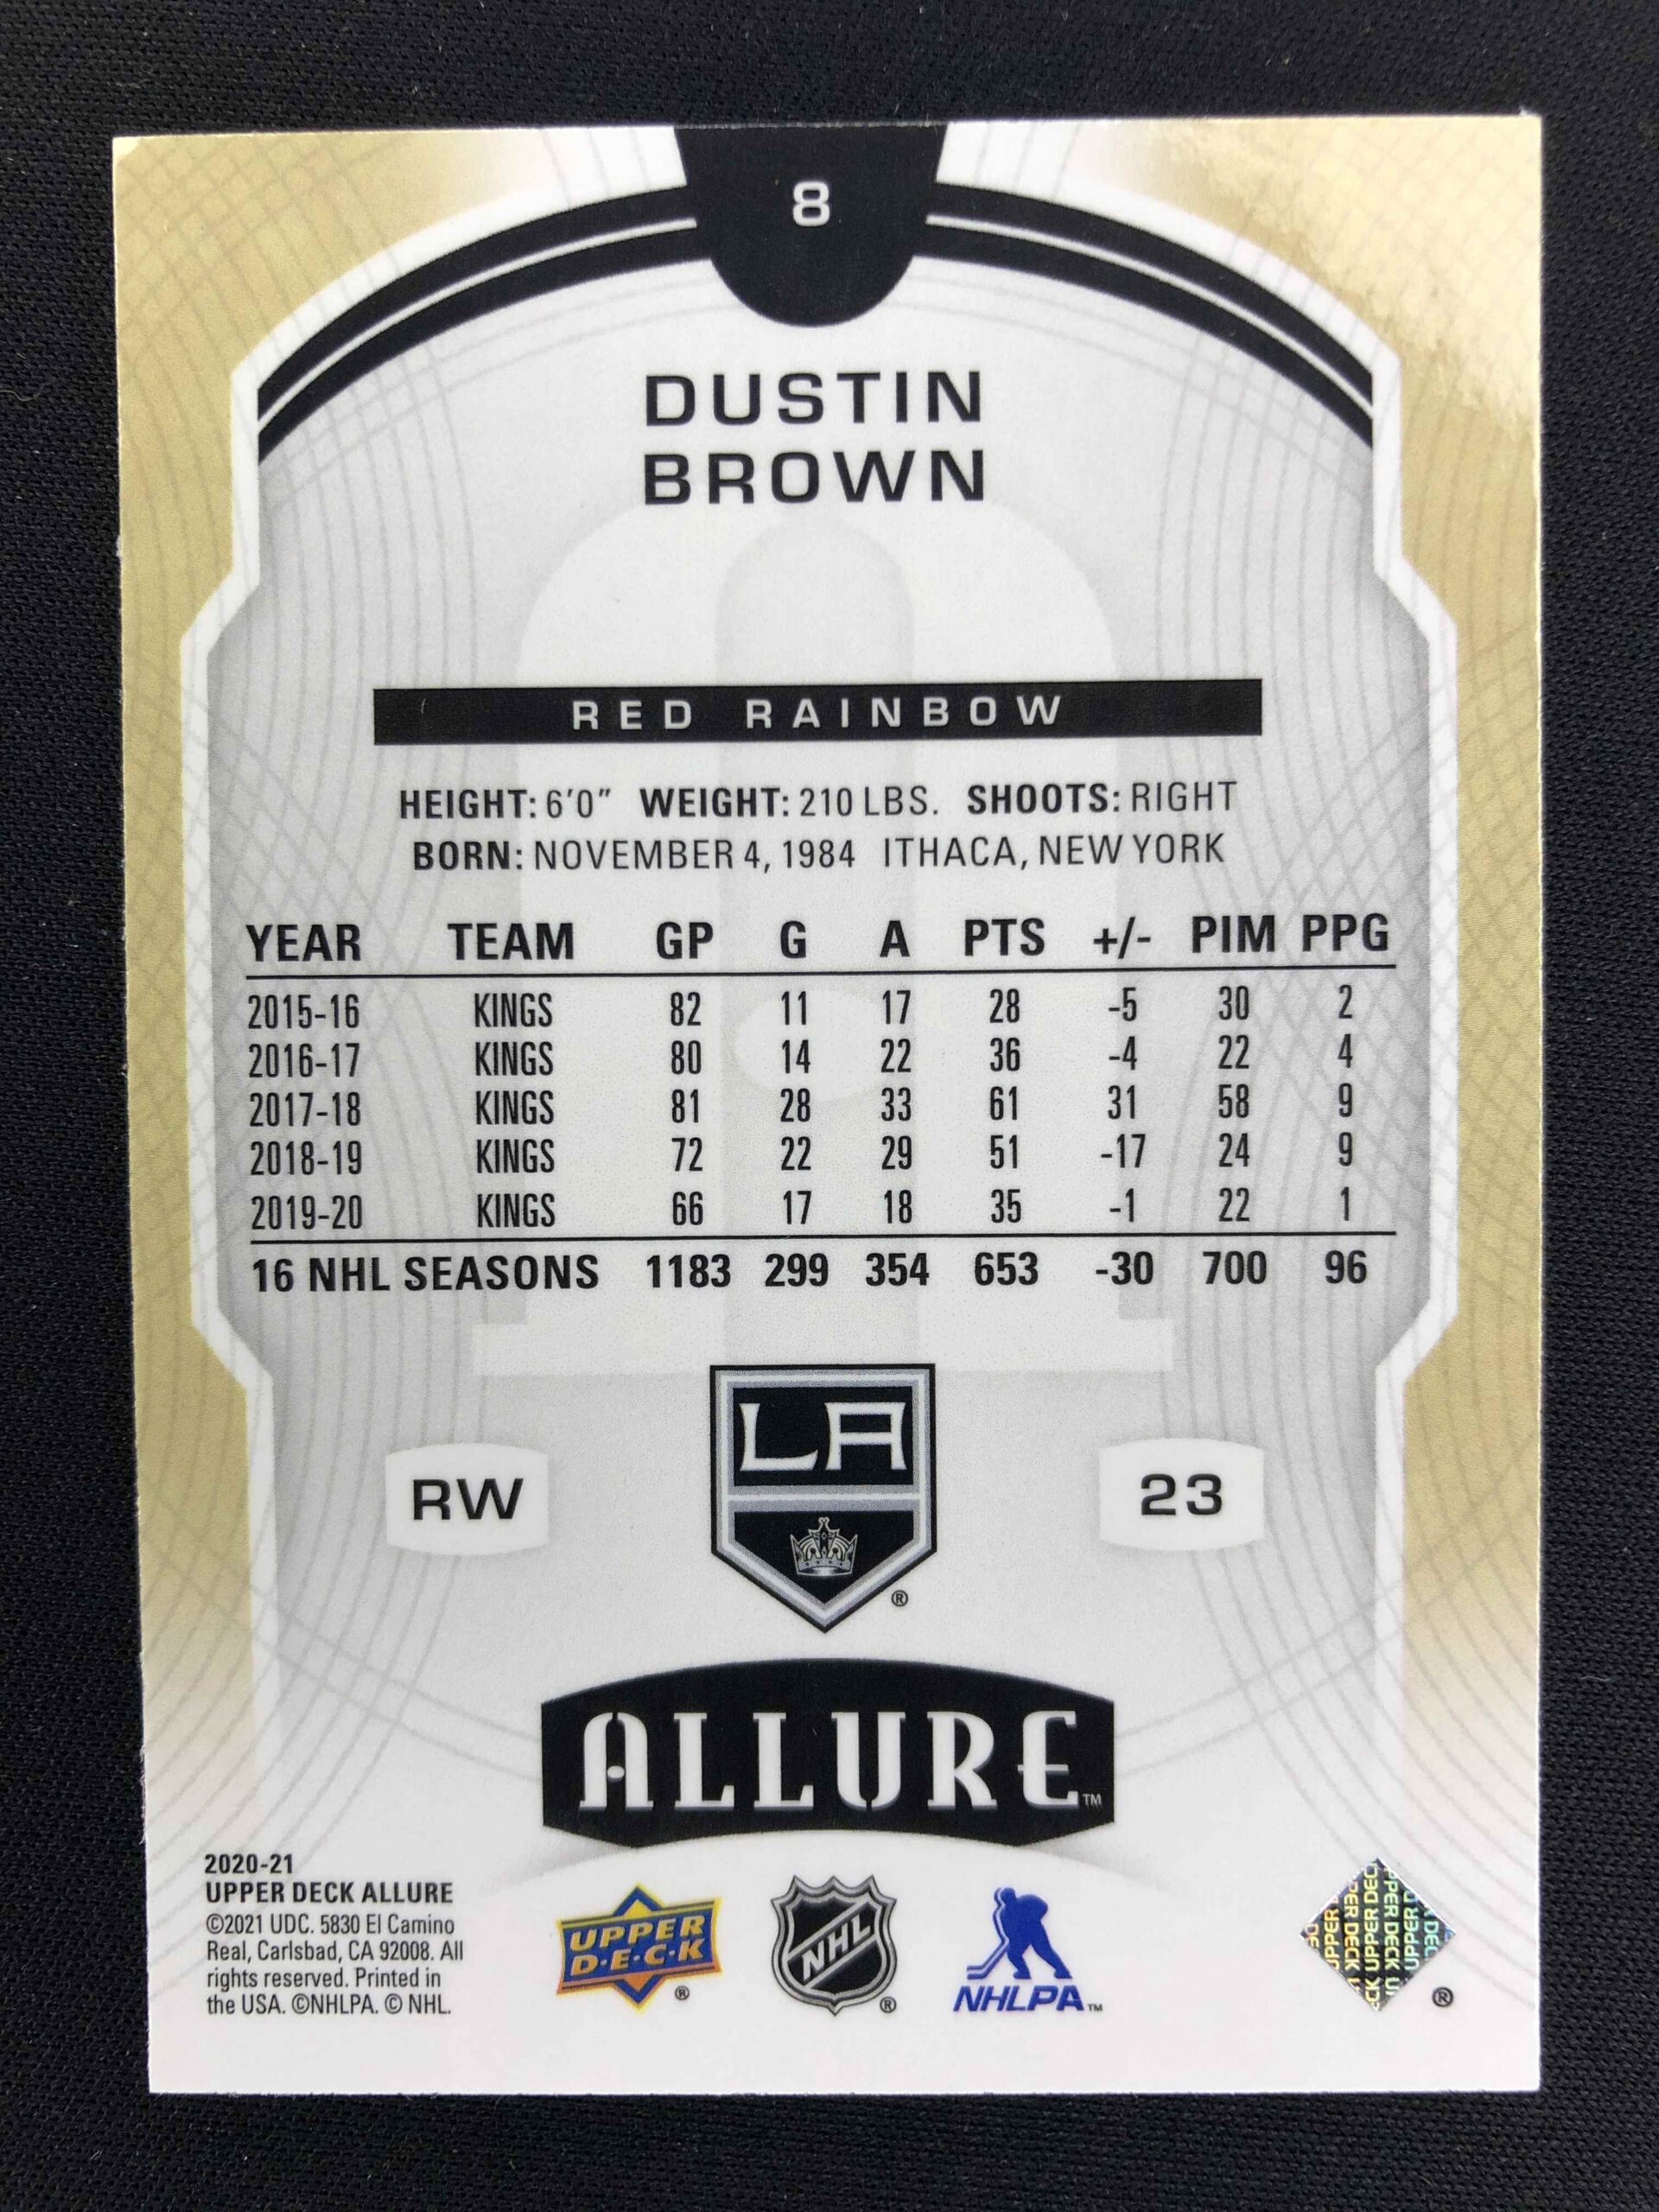 8
DUSTIN
BROWN
RED RAINBOW
HEIGHT: 6'0" WEIGHT: 210 LBS. SHOOTS: RIGHT
BORN: NOVEMBER 4, 1984 ITHACA, NEW YORK
YEAR TEAM GP G A PTS +/- PIM PPG
2015-16 KINGS 82 11 17 28 -5 30 2
2016-17 KINGS 80 14 22 36 -4 22 4
2017-18 KINGS 81 28 33 61 31 58 9
2018-19 KINGS 72 22 29 51 -17 24 9
2019-20 KINGS 66 17 18 35 -1 22 1
16 NHL SEASONS 1183 299 354 653 -30 700 96
LA
RW 23
®
ALLURE™
2020-21
UPPER DECK ALLURE
©2021 UDC. 5830 El Camino
Real, Carlsbad, CA 92008. All
rights reserved. Printed in
the USA. ©NHLPA. © NHL.
UPPER
D·E·C·K ®
NHL ®
NHLPA™
UPPER DECK
®